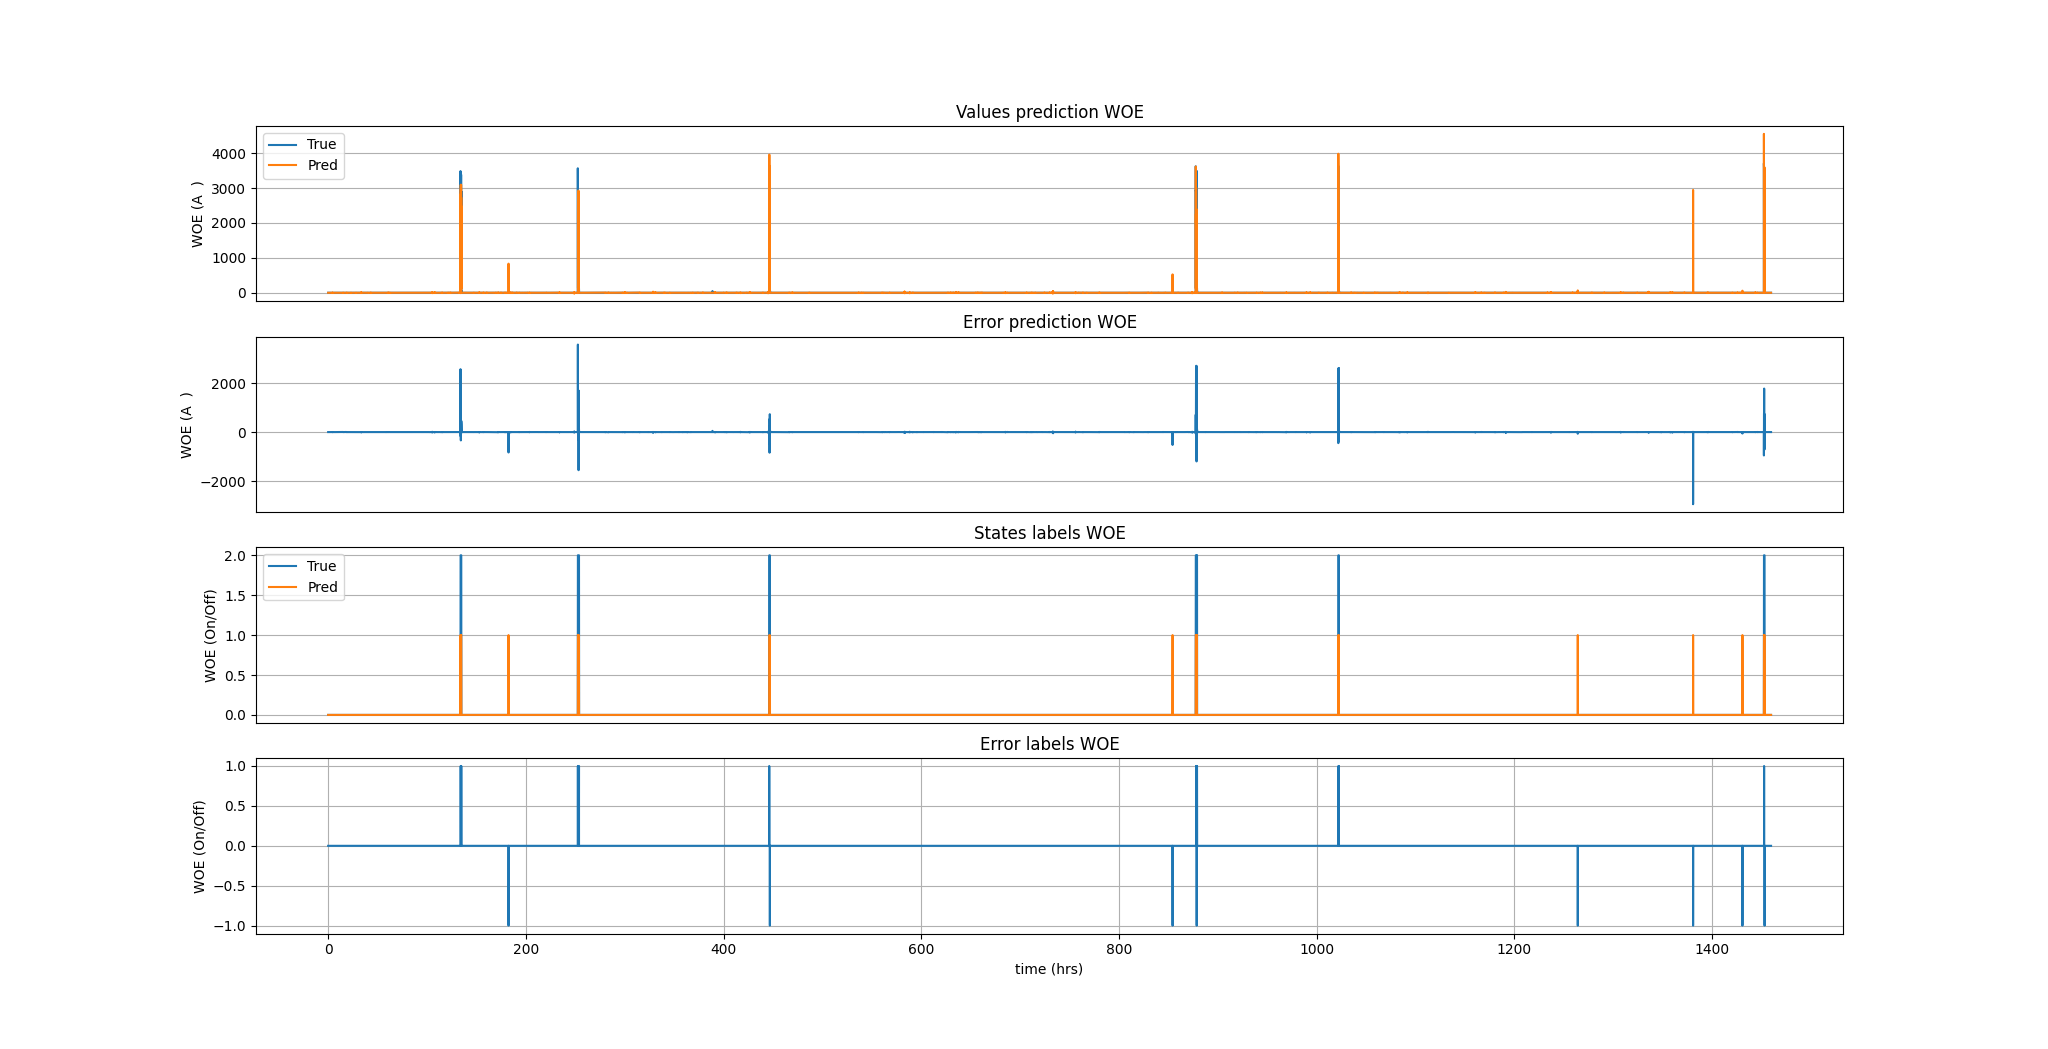 Values prediction WOE
True
Pred
WOE (A  )
4000
3000
2000
1000
0
Error prediction WOE
WOE (A  )
2000
0
−2000
States labels WOE
True
Pred
WOE (On/Off)
2.0
1.5
1.0
0.5
0.0
Error labels WOE
WOE (On/Off)
1.0
0.5
0.0
−0.5
−1.0
0 200 400 600 800 1000 1200 1400
time (hrs)